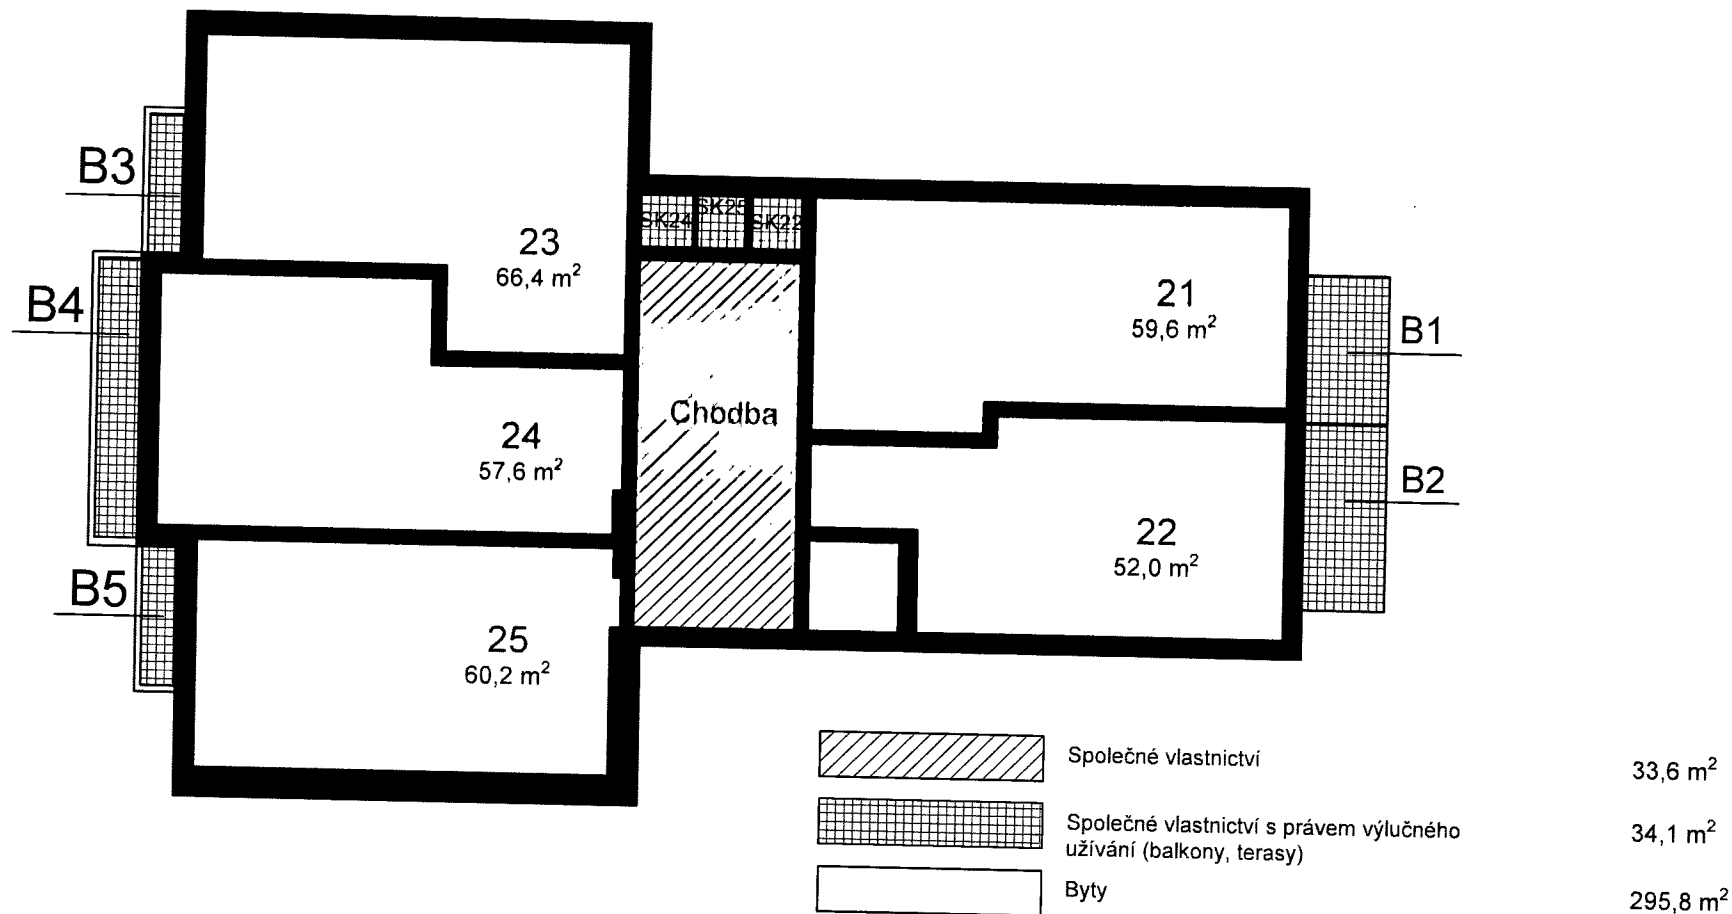 B3
23
66,4 m²
SK24
SK25
SK22
B4
21
59,6 m²
B1
Chodba
24
57,6 m²
B2
22
52,0 m²
B5
25
60,2 m²
Společné vlastnictví 33,6 m²
Společné vlastnictví s právem výlučného 34,1 m²
užívání (balkony, terasy)
Byty 295,8 m²